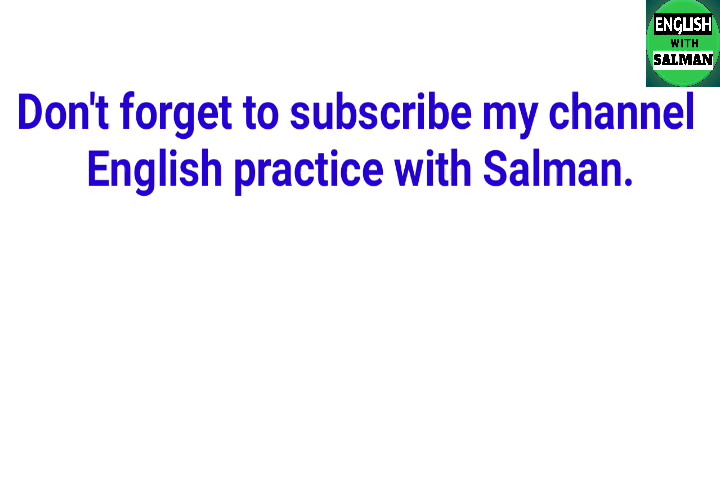 ENGLISH
WITH
SALMAN
Don't forget to subscribe my channel
English practice with Salman.